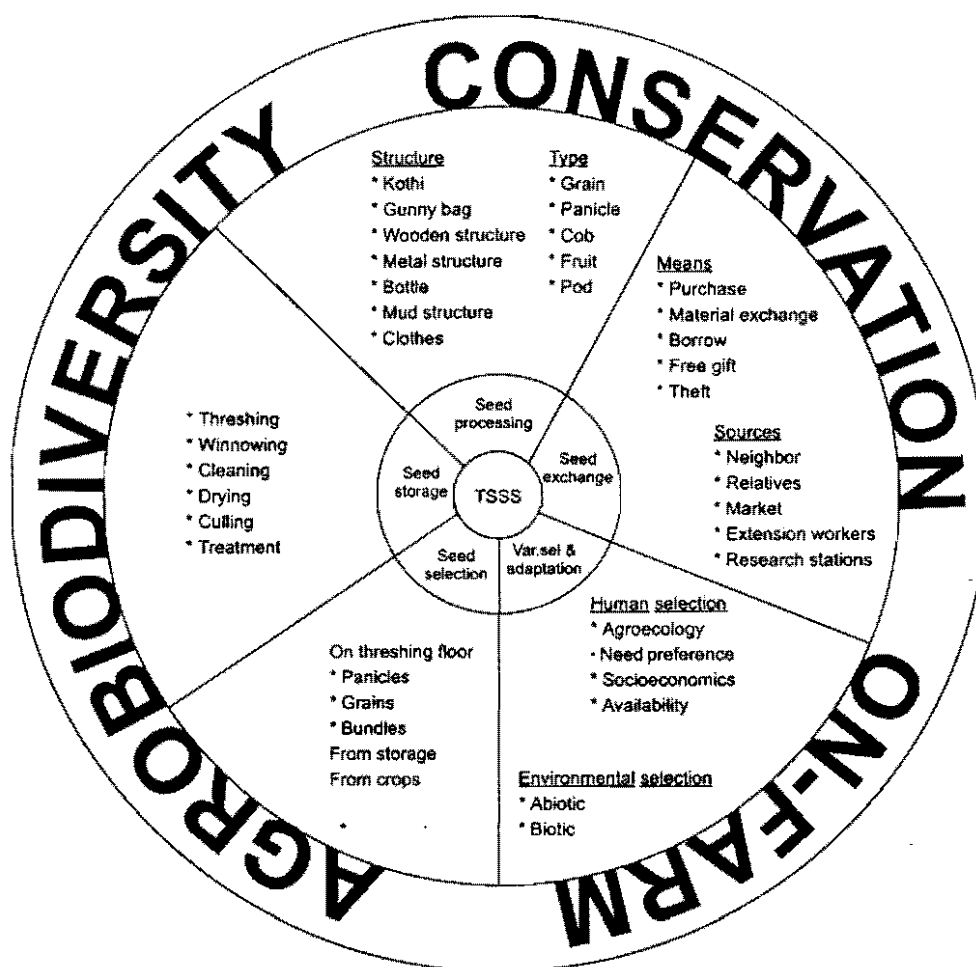 AGROBIODIVERSITY CONSERVATION ON-FARM
Structure
* Kothi
* Gunny bag
* Wooden structure
* Metal structure
* Bottle
* Mud structure
* Clothes
Type
* Grain
* Panicle
* Cob
* Fruit
* Pod
Means
* Purchase
* Material exchange
* Borrow
* Free gift
* Theft
Sources
* Neighbor
* Relatives
* Market
* Extension workers
* Research stations
* Threshing
* Winnowing
* Cleaning
* Drying
* Culling
* Treatment
Seed
processing
Seed
exchange
Seed
storage
TSSS
Seed
selection
Var.sel &
adaptation
Human selection
* Agroecology
- Need preference
* Socioeconomics
* Availability
Environmental selection
* Abiotic
* Biotic
On threshing floor
* Panicles
* Grains
* Bundles
From storage
From crops
*